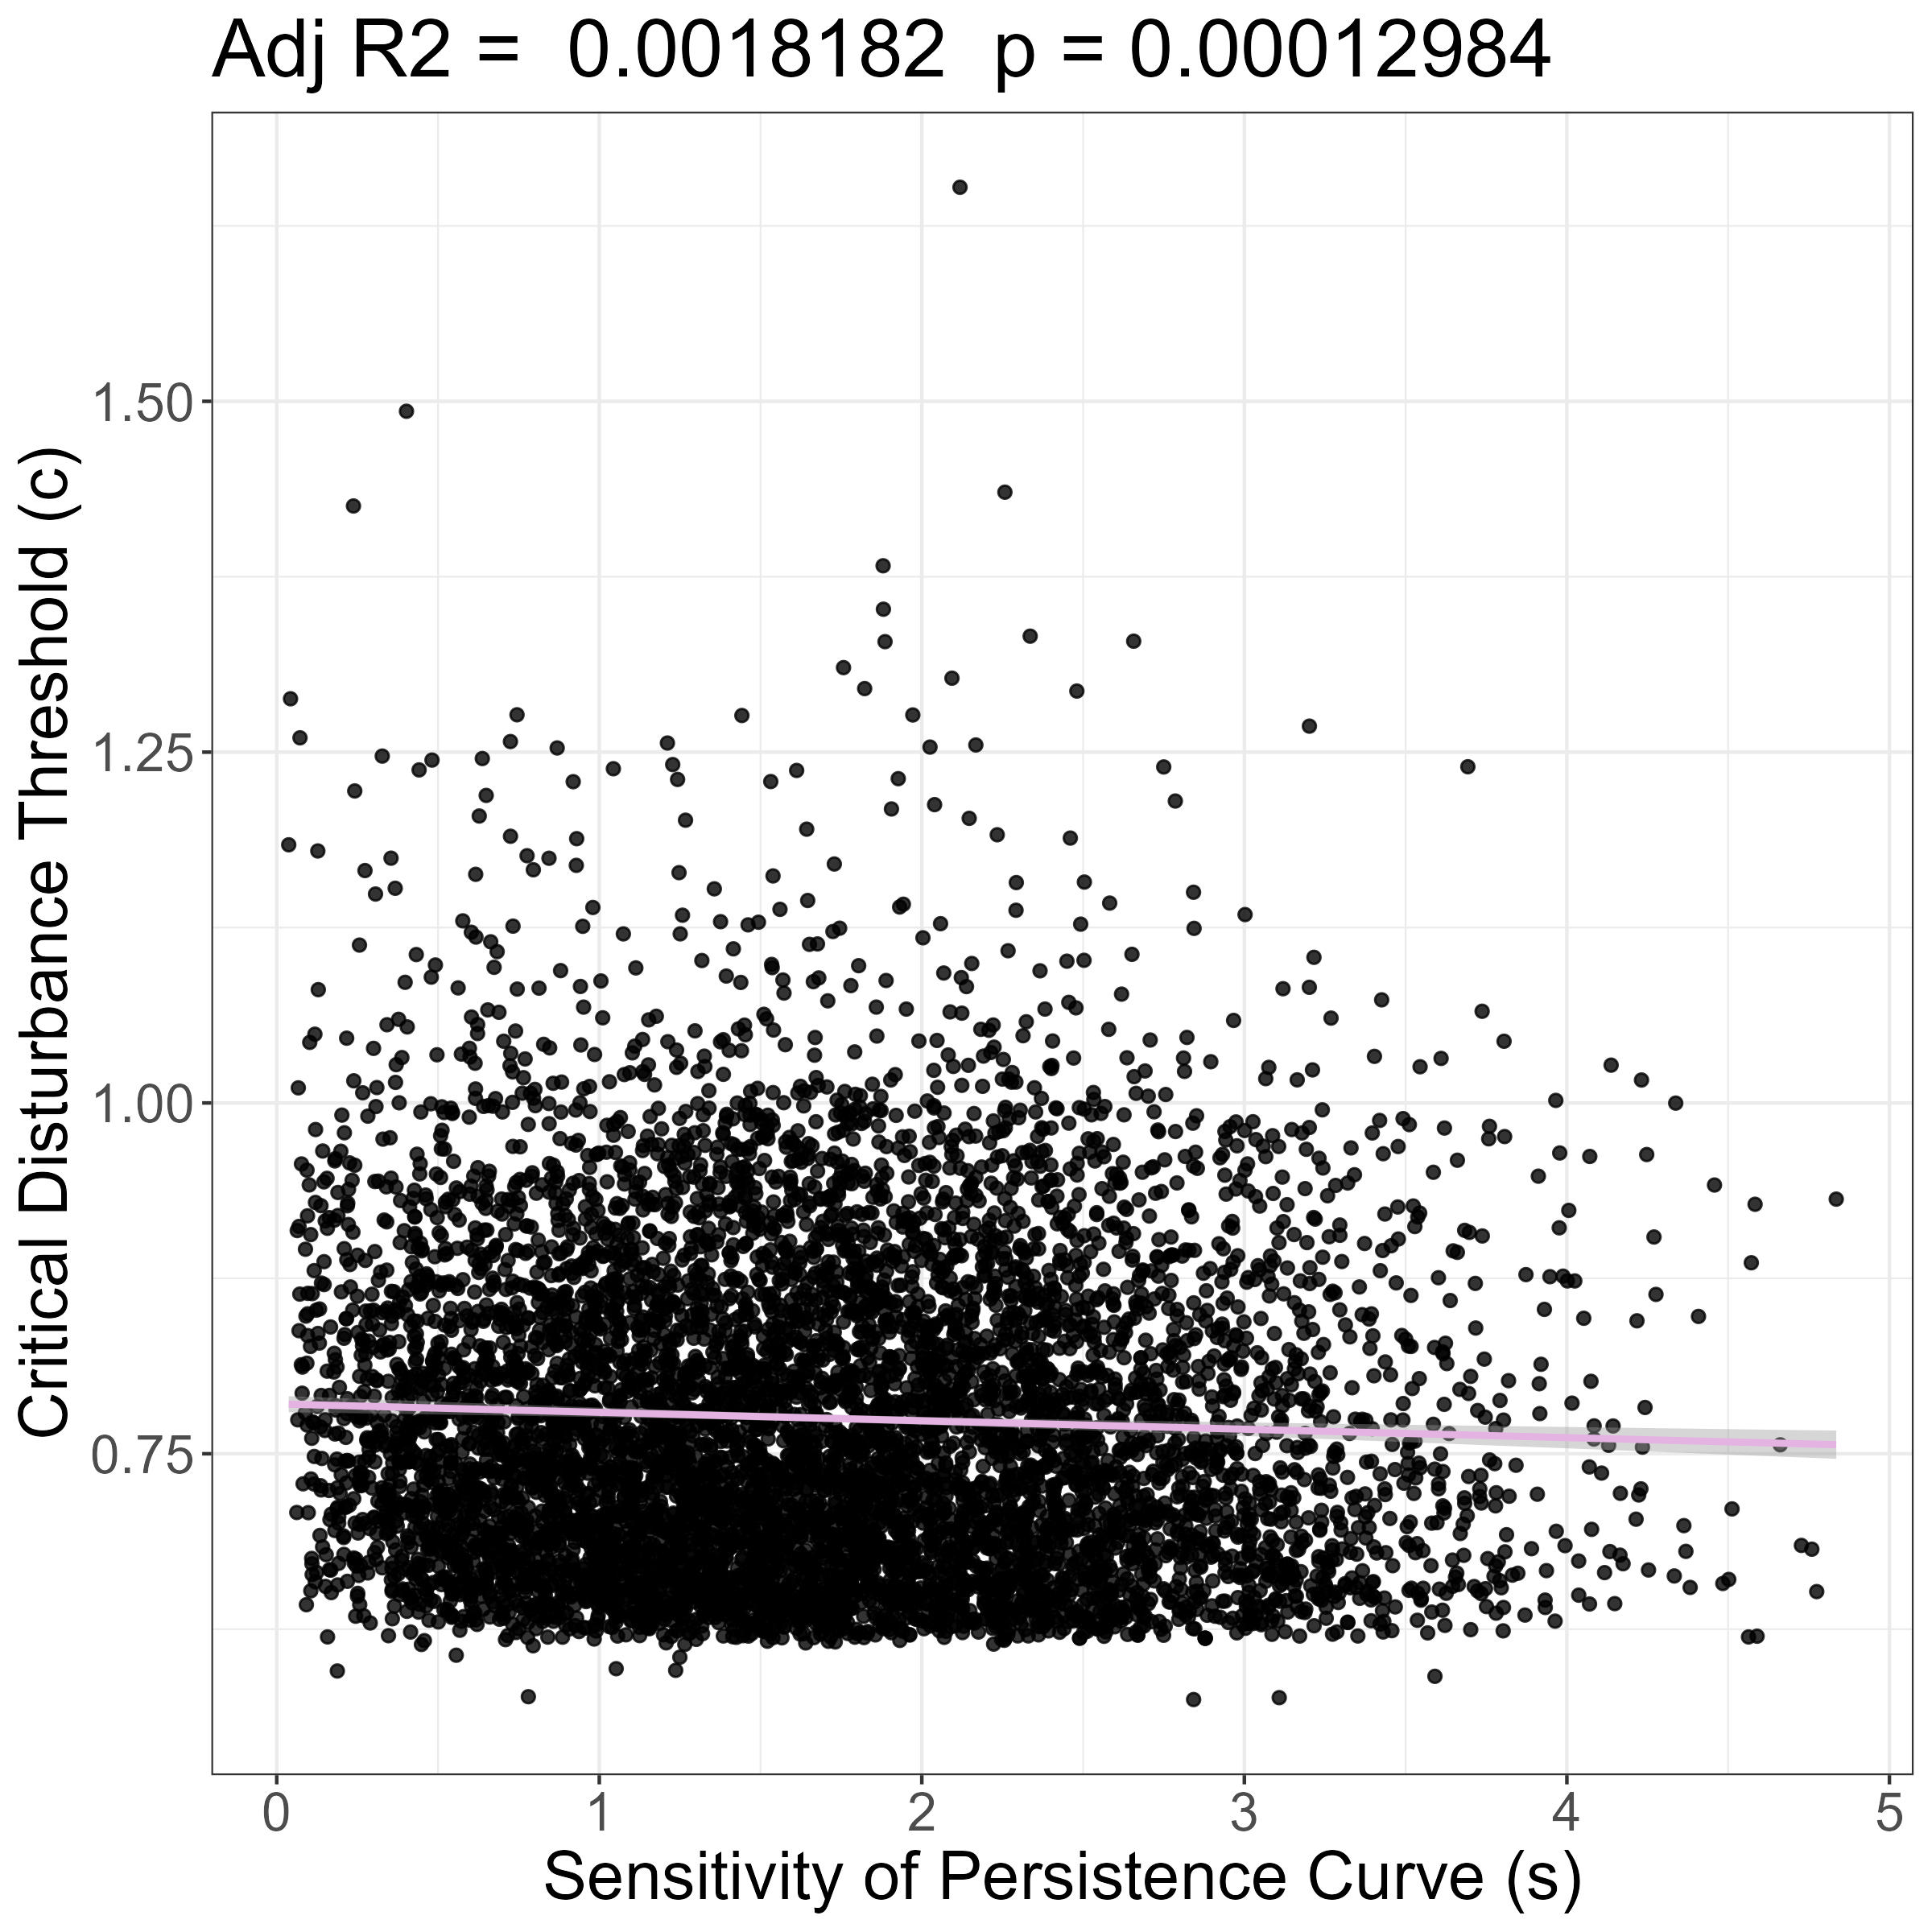 Adj R2 =  0.0018182  p = 0.00012984
Critical Disturbance Threshold (c)
1.50
1.25
1.00
0.75
0 1 2 3 4 5
Sensitivity of Persistence Curve (s)